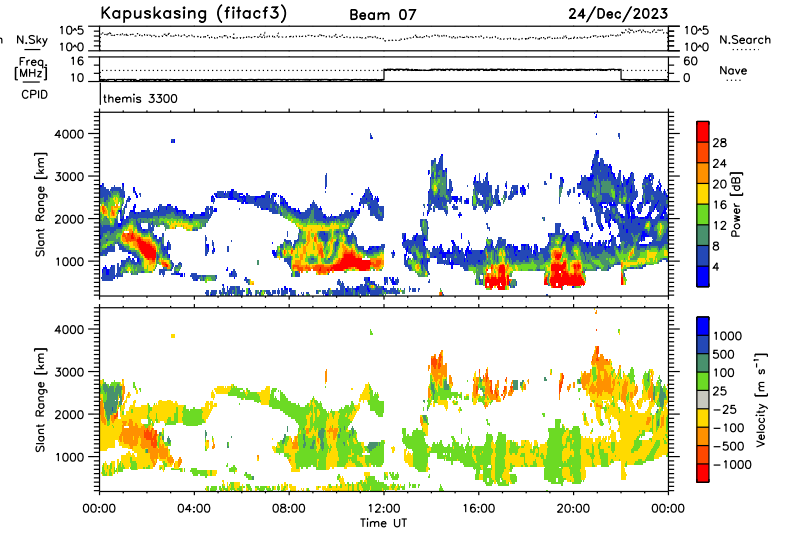 Kapuskasing (fitacf3) Beam 07 24/Dec/2023
N.Sky 10^5 10^5 N.Search
10^0 10^0
Freq. 16 60 Nave
[MHz] 10 0
CPID themis 3300
Slant Range [km]
4000
3000
2000
1000
Power [dB]
28
24
20
16
12
8
4
Slant Range [km]
4000
3000
2000
1000
Velocity [m s⁻¹]
1000
500
100
25
-25
-100
-500
-1000
00:00 04:00 08:00 12:00 16:00 20:00 00:00
Time UT